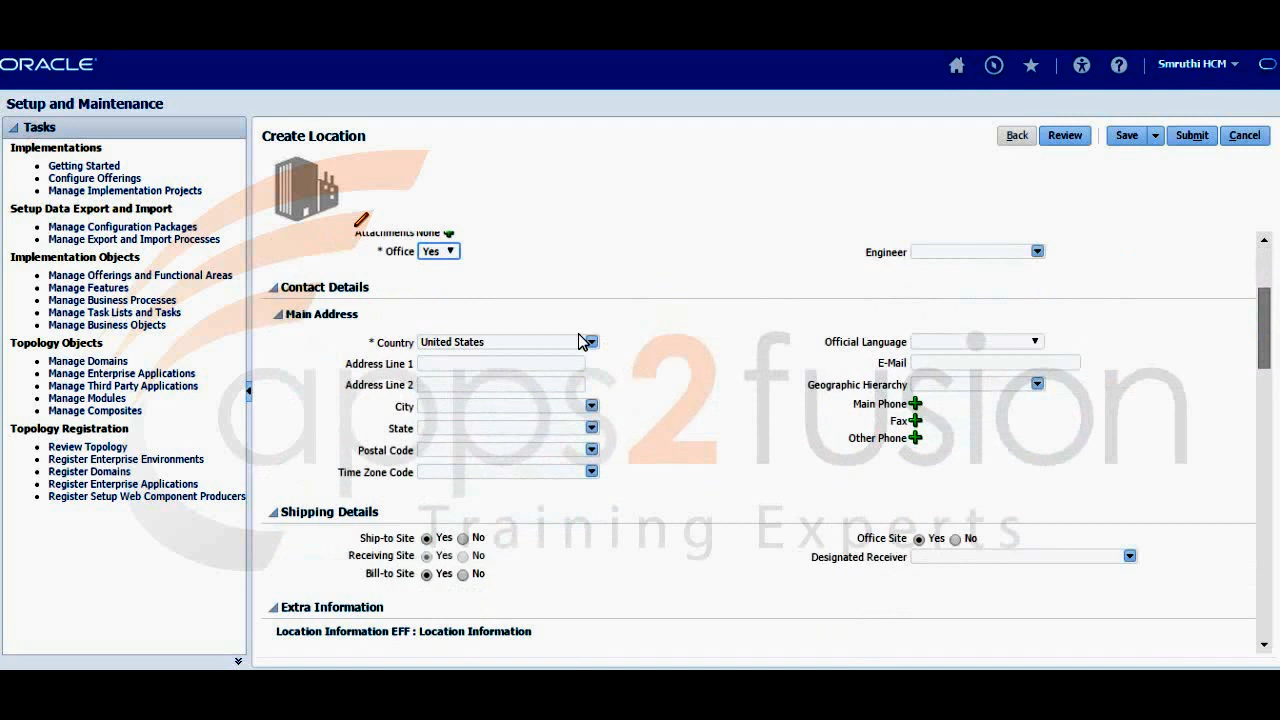 ORACLE
Smruthi HCM
Setup and Maintenance
Tasks
Implementations
Getting Started
Configure Offerings
Manage Implementation Projects
Setup Data Export and Import
Manage Configuration Packages
Manage Export and Import Processes
Implementation Objects
Manage Offerings and Functional Areas
Manage Features
Manage Business Processes
Manage Task Lists and Tasks
Manage Business Objects
Topology Objects
Manage Domains
Manage Enterprise Applications
Manage Third Party Applications
Manage Modules
Manage Composites
Topology Registration
Review Topology
Register Enterprise Environments
Register Domains
Register Enterprise Applications
Register Setup Web Component Producers
Create Location
Back Review Save Submit Cancel
Attachments None
* Office Yes
Engineer
Contact Details
Main Address
* Country United States
Official Language
Address Line 1
E-Mail
Address Line 2
Geographic Hierarchy
City
Main Phone
Fax
State
Other Phone
Postal Code
Time Zone Code
Shipping Details
Ship-to Site Yes No
Office Site Yes No
Receiving Site Yes No
Designated Receiver
Bill-to Site Yes No
Extra Information
Location Information EFF : Location Information
apps2fusion
Training Experts